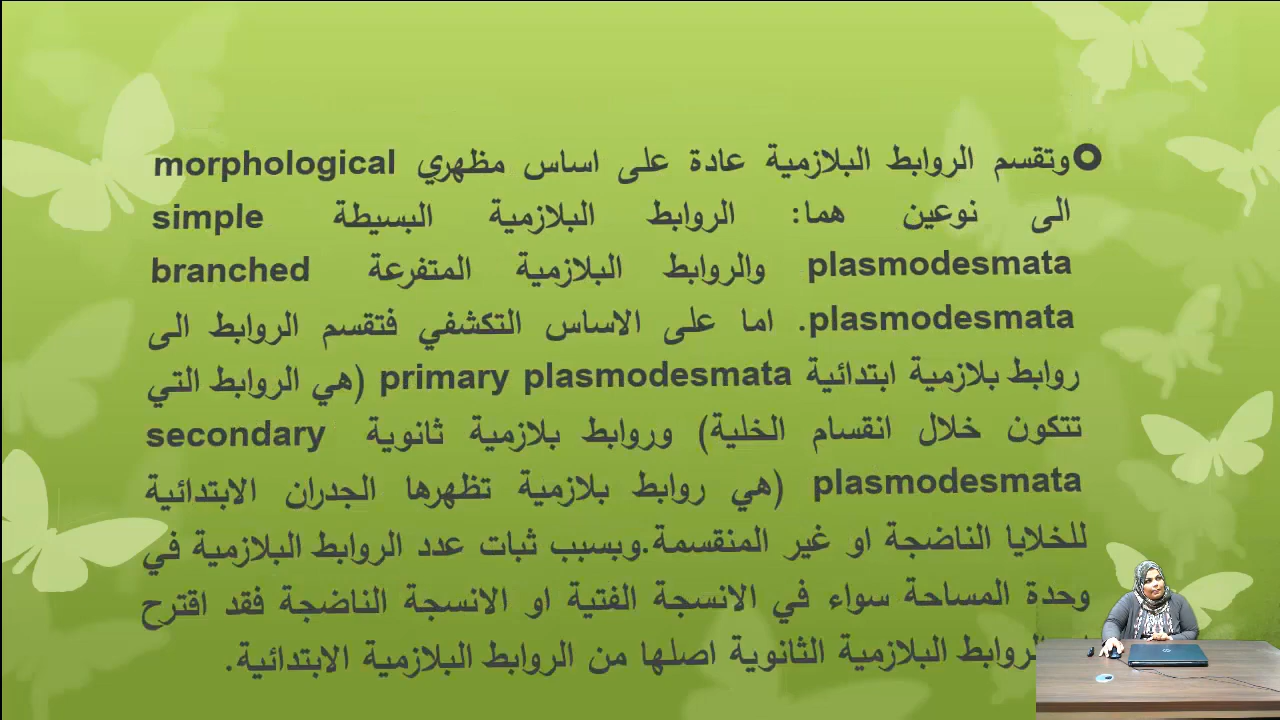 وتقسم الروابط البلازمية عادة على اساس مظهري morphological
الى نوعين هما: الروابط البلازمية البسيطة simple
plasmodesmata والروابط البلازمية المتفرعة branched
plasmodesmata. اما على الاساس التكشفي فتقسم الروابط الى
روابط بلازمية ابتدائية primary plasmodesmata (هي الروابط التي
تتكون خلال انقسام الخلية) وروابط بلازمية ثانوية secondary
plasmodesmata (هي روابط بلازمية تظهرها الجدران الابتدائية
للخلايا الناضجة او غير المنقسمة.وبسبب ثبات عدد الروابط البلازمية في
وحدة المساحة سواء في الانسجة الفتية او الانسجة الناضجة فقد اقترح
الروابط البلازمية الثانوية اصلها من الروابط البلازمية الابتدائية.